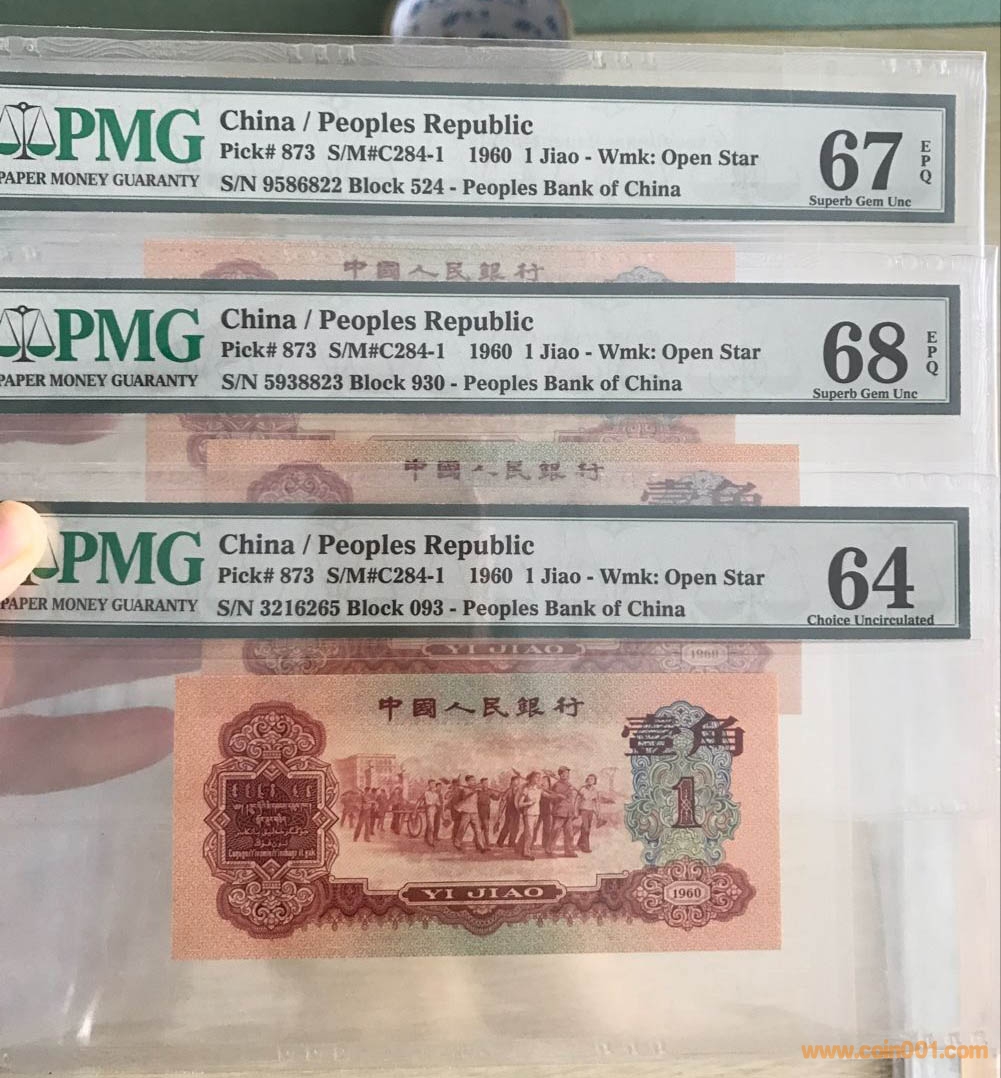 PMG
PAPER MONEY GUARANTY
China / Peoples Republic
Pick# 873 S/M#C284-1 1960 1 Jiao - Wmk: Open Star
S/N 9586822 Block 524 - Peoples Bank of China
67
EPQ
Superb Gem Unc
中國人民銀行
PMG
PAPER MONEY GUARANTY
China / Peoples Republic
Pick# 873 S/M#C284-1 1960 1 Jiao - Wmk: Open Star
S/N 5938823 Block 930 - Peoples Bank of China
68
EPQ
Superb Gem Unc
中國人民銀行
壹角
PMG
PAPER MONEY GUARANTY
China / Peoples Republic
Pick# 873 S/M#C284-1 1960 1 Jiao - Wmk: Open Star
S/N 3216265 Block 093 - Peoples Bank of China
64
Choice Uncirculated
YI JIAO
1960
中國人民銀行
壹角
1
YI JIAO
1960
www.coin001.com